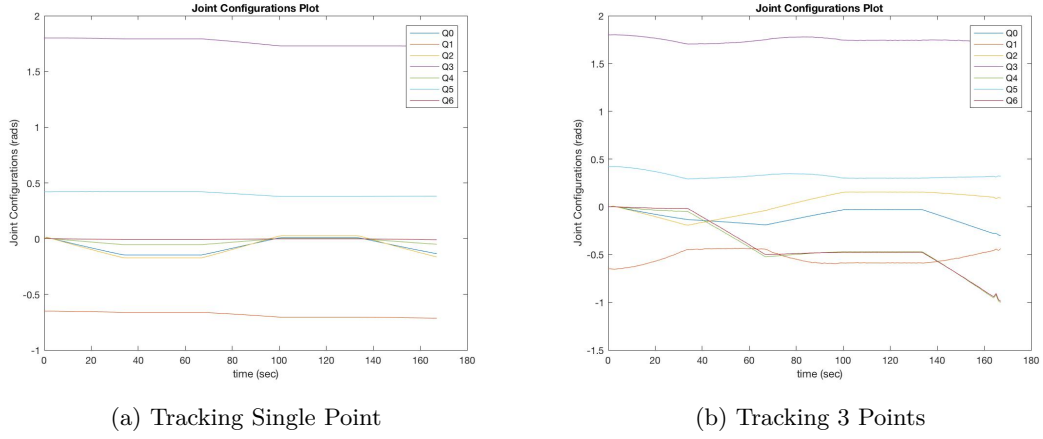 Joint Configurations Plot
2
1.5
1
0.5
0
-0.5
-1
Joint Configurations (rads)
0 20 40 60 80 100 120 140 160 180
time (sec)
Q0
Q1
Q2
Q3
Q4
Q5
Q6
(a) Tracking Single Point
Joint Configurations Plot
2
1.5
1
0.5
0
-0.5
-1
-1.5
Joint Configurations (rads)
0 20 40 60 80 100 120 140 160 180
time (sec)
Q0
Q1
Q2
Q3
Q4
Q5
Q6
(b) Tracking 3 Points